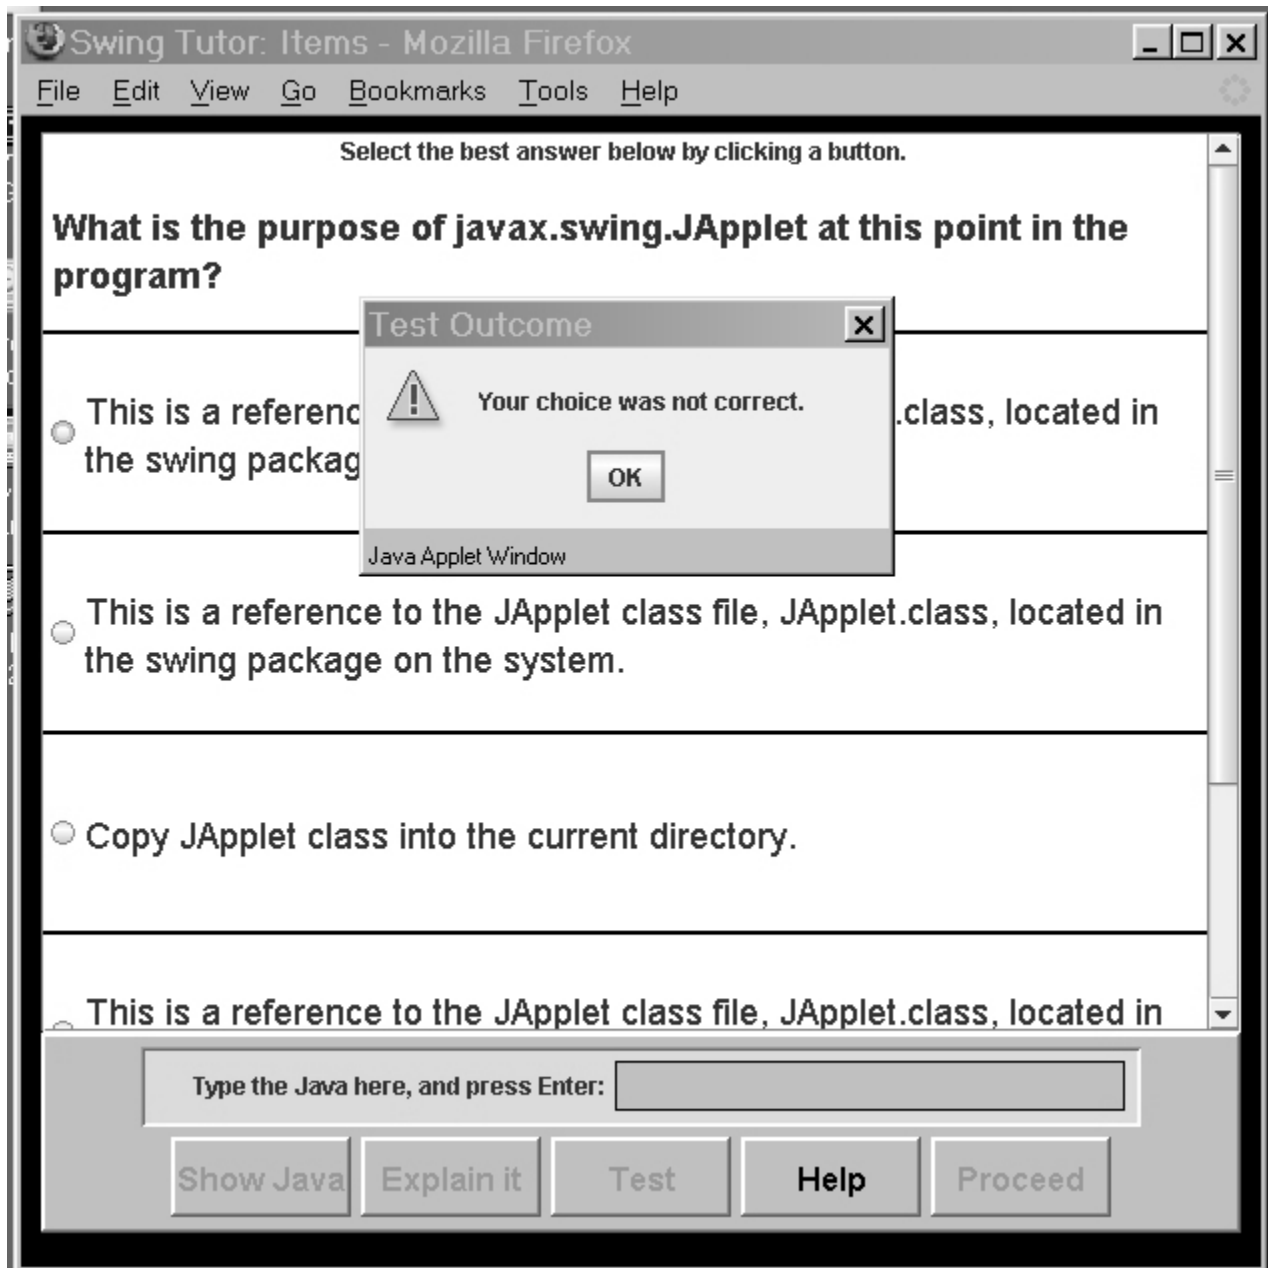 Swing Tutor: Items - Mozilla Firefox
File Edit View Go Bookmarks Tools Help
Select the best answer below by clicking a button.
What is the purpose of javax.swing.JApplet at this point in the
program?
Test Outcome
Your choice was not correct.
OK
Java Applet Window
This is a .class, located in
the swing
This is a reference to the JApplet class file, JApplet.class, located in
the swing package on the system.
Copy JApplet class into the current directory.
This is a reference to the JApplet class file, JApplet.class, located in
Type the Java here, and press Enter:
Show Java Explain it Test Help Proceed